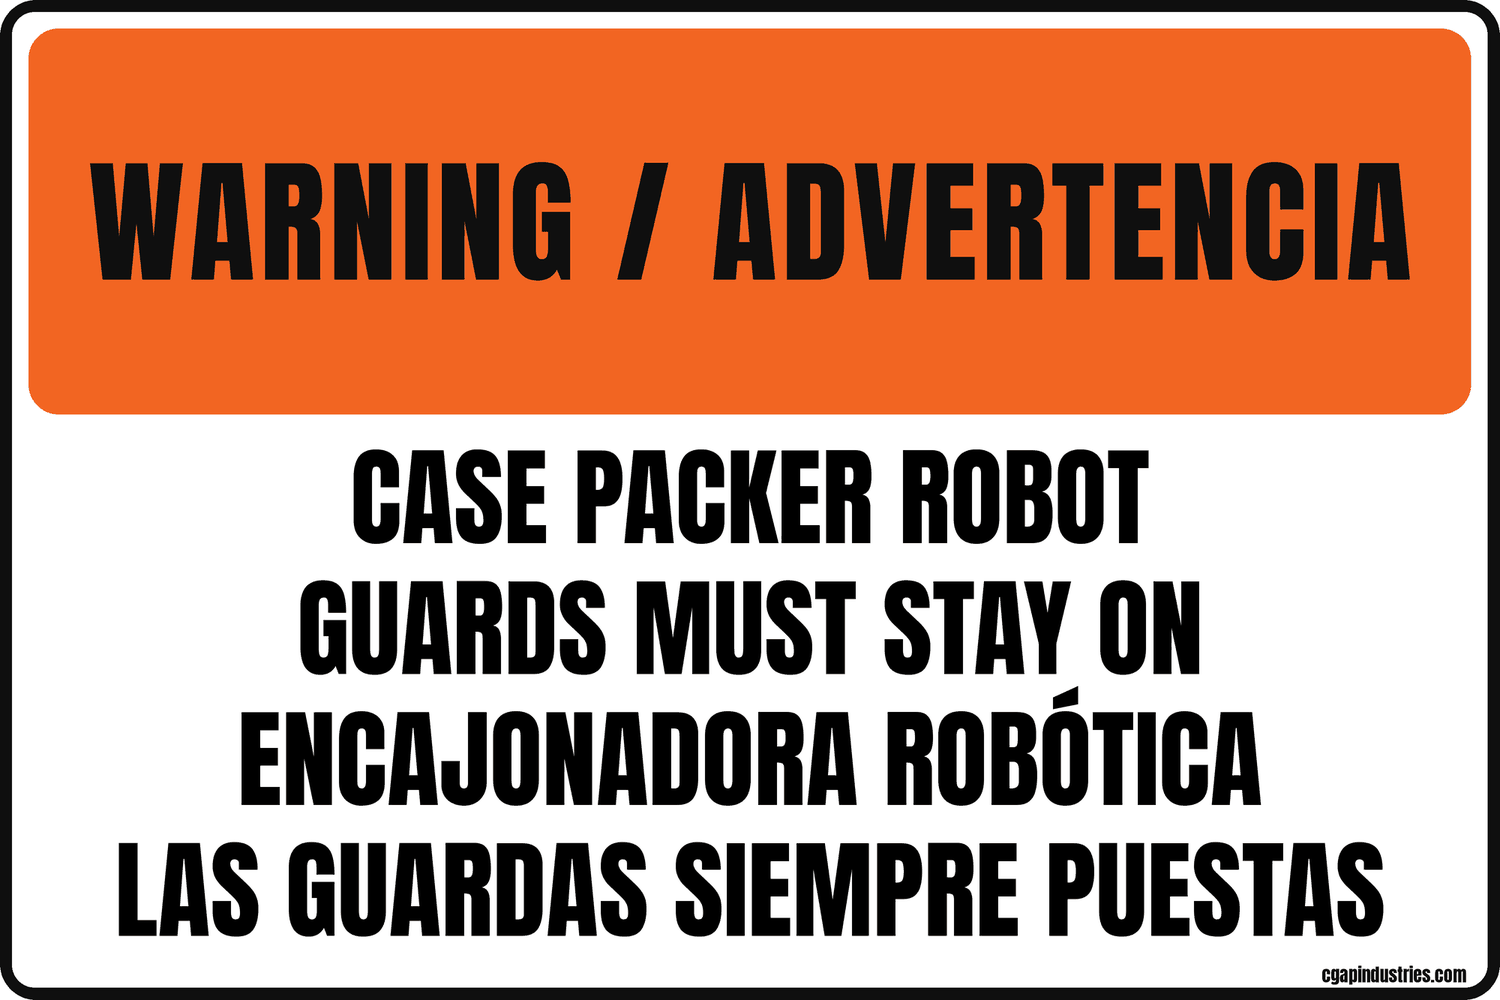 WARNING / ADVERTENCIA
CASE PACKER ROBOT
GUARDS MUST STAY ON
ENCAJONADORA ROBÓTICA
LAS GUARDAS SIEMPRE PUESTAS
cgapindustries.com